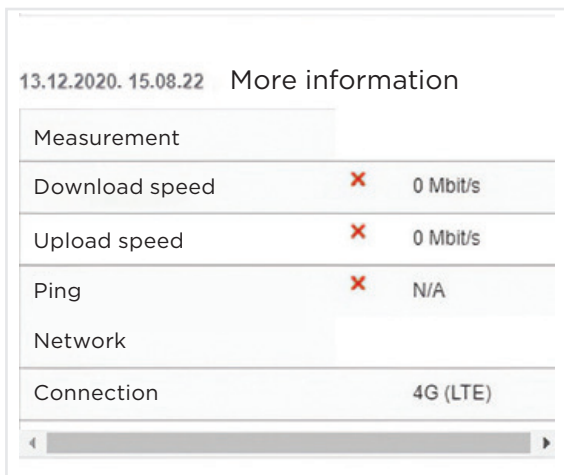 13.12.2020. 15.08.22 More information
Measurement
Download speed 0 Mbit/s
Upload speed 0 Mbit/s
Ping N/A
Network
Connection 4G (LTE)